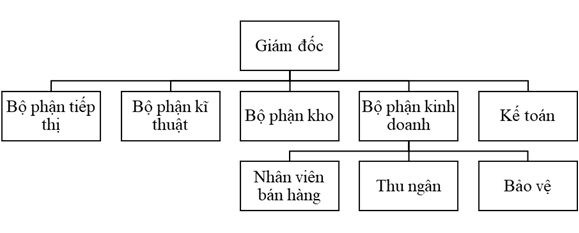 Giám đốc
Bộ phận tiếp
thị
Bộ phận kĩ
thuật
Bộ phận kho
Bộ phận kinh
doanh
Kế toán
Nhân viên
bán hàng
Thu ngân
Bảo vệ